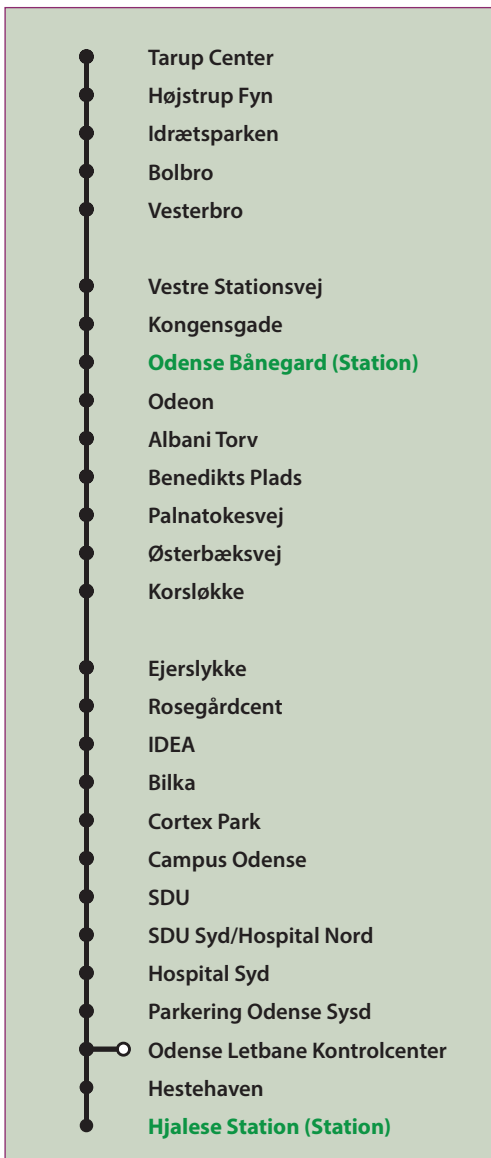 Tarup Center
Højstrup Fyn
Idrætsparken
Bolbro
Vesterbro
Vestre Stationsvej
Kongensgade
Odense Bånegard (Station)
Odeon
Albani Torv
Benedikts Plads
Palnatokesvej
Østerbæksvej
Korsløkke
Ejerslykke
Rosegårdcent
IDEA
Bilka
Cortex Park
Campus Odense
SDU
SDU Syd/Hospital Nord
Hospital Syd
Parkering Odense Sysd
Odense Letbane Kontrolcenter
Hestehaven
Hjalese Station (Station)